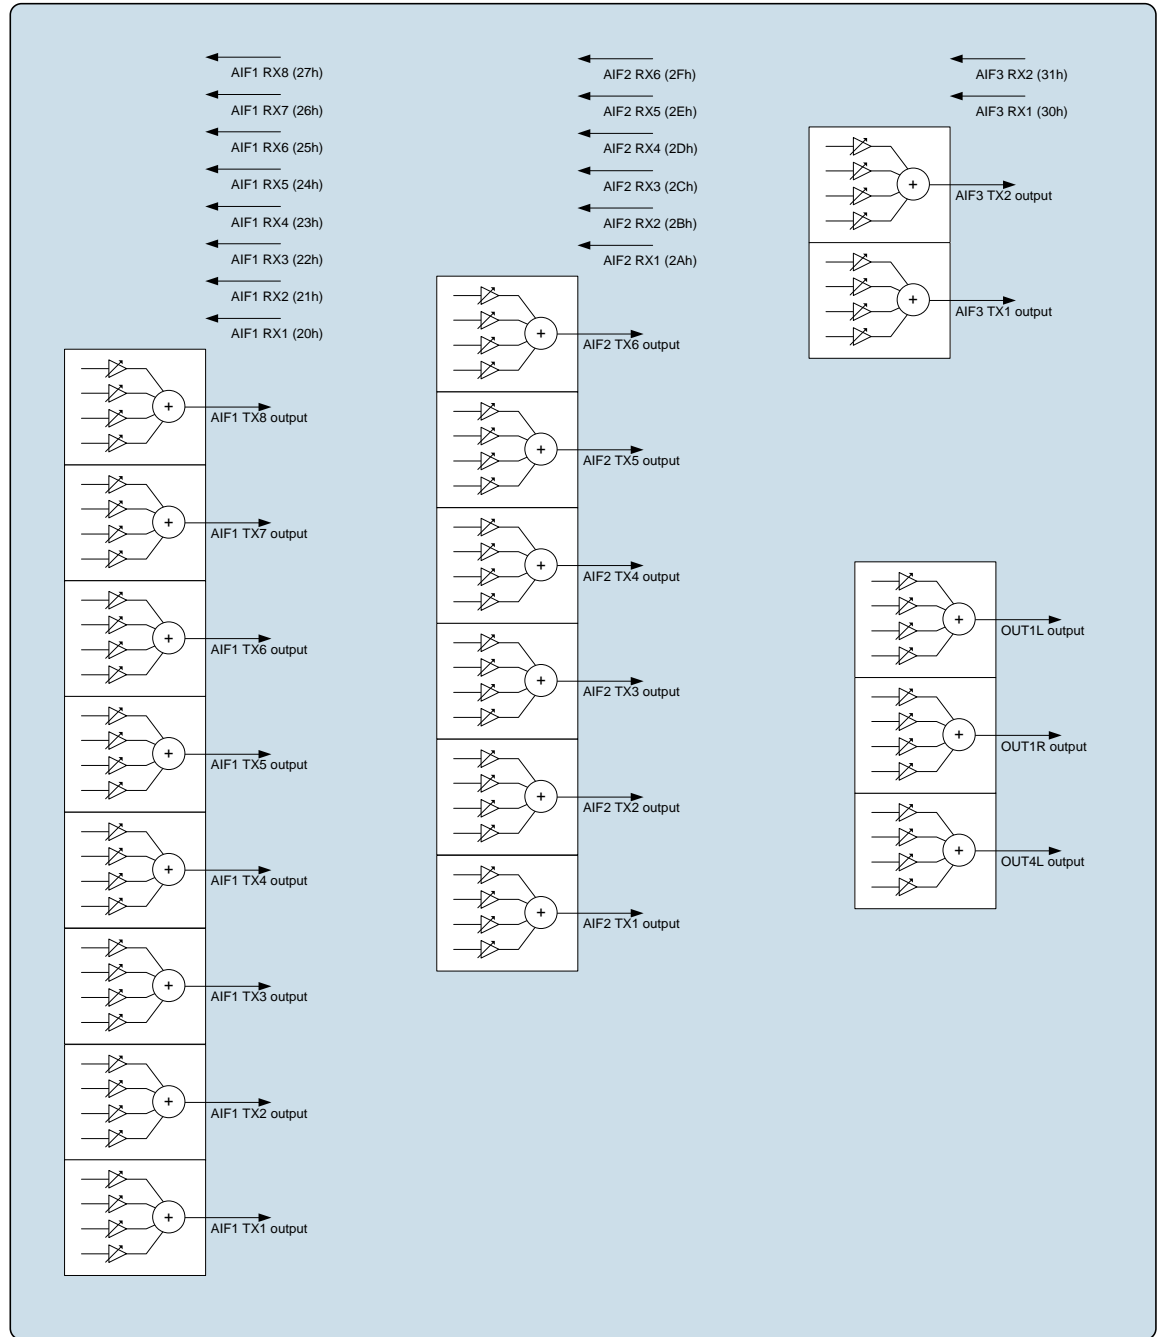 AIF1 RX8 (27h)
AIF1 RX7 (26h)
AIF1 RX6 (25h)
AIF1 RX5 (24h)
AIF1 RX4 (23h)
AIF1 RX3 (22h)
AIF1 RX2 (21h)
AIF1 RX1 (20h)
+
AIF1 TX8 output
+
AIF1 TX7 output
+
AIF1 TX6 output
+
AIF1 TX5 output
+
AIF1 TX4 output
+
AIF1 TX3 output
+
AIF1 TX2 output
+
AIF1 TX1 output
AIF2 RX6 (2Fh)
AIF2 RX5 (2Eh)
AIF2 RX4 (2Dh)
AIF2 RX3 (2Ch)
AIF2 RX2 (2Bh)
AIF2 RX1 (2Ah)
+
AIF2 TX6 output
+
AIF2 TX5 output
+
AIF2 TX4 output
+
AIF2 TX3 output
+
AIF2 TX2 output
+
AIF2 TX1 output
AIF3 RX2 (31h)
AIF3 RX1 (30h)
+
AIF3 TX2 output
+
AIF3 TX1 output
+
OUT1L output
+
OUT1R output
+
OUT4L output